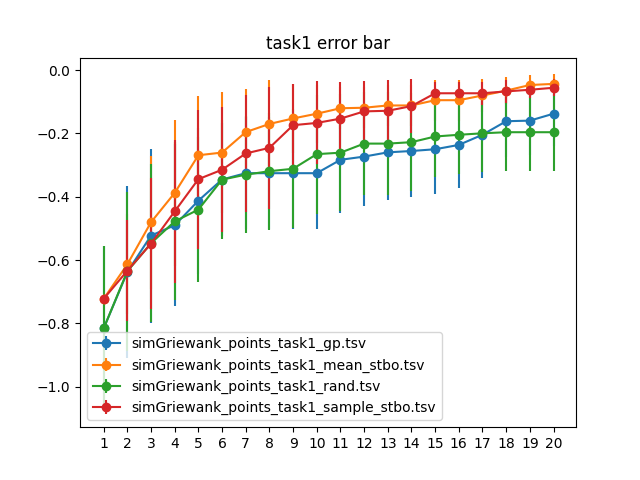 task1 error bar
0.0
−0.2
−0.4
−0.6
−0.8
−1.0
simGriewank_points_task1_gp.tsv
simGriewank_points_task1_mean_stbo.tsv
simGriewank_points_task1_rand.tsv
simGriewank_points_task1_sample_stbo.tsv
1 2 3 4 5 6 7 8 9 10 11 12 13 14 15 16 17 18 19 20